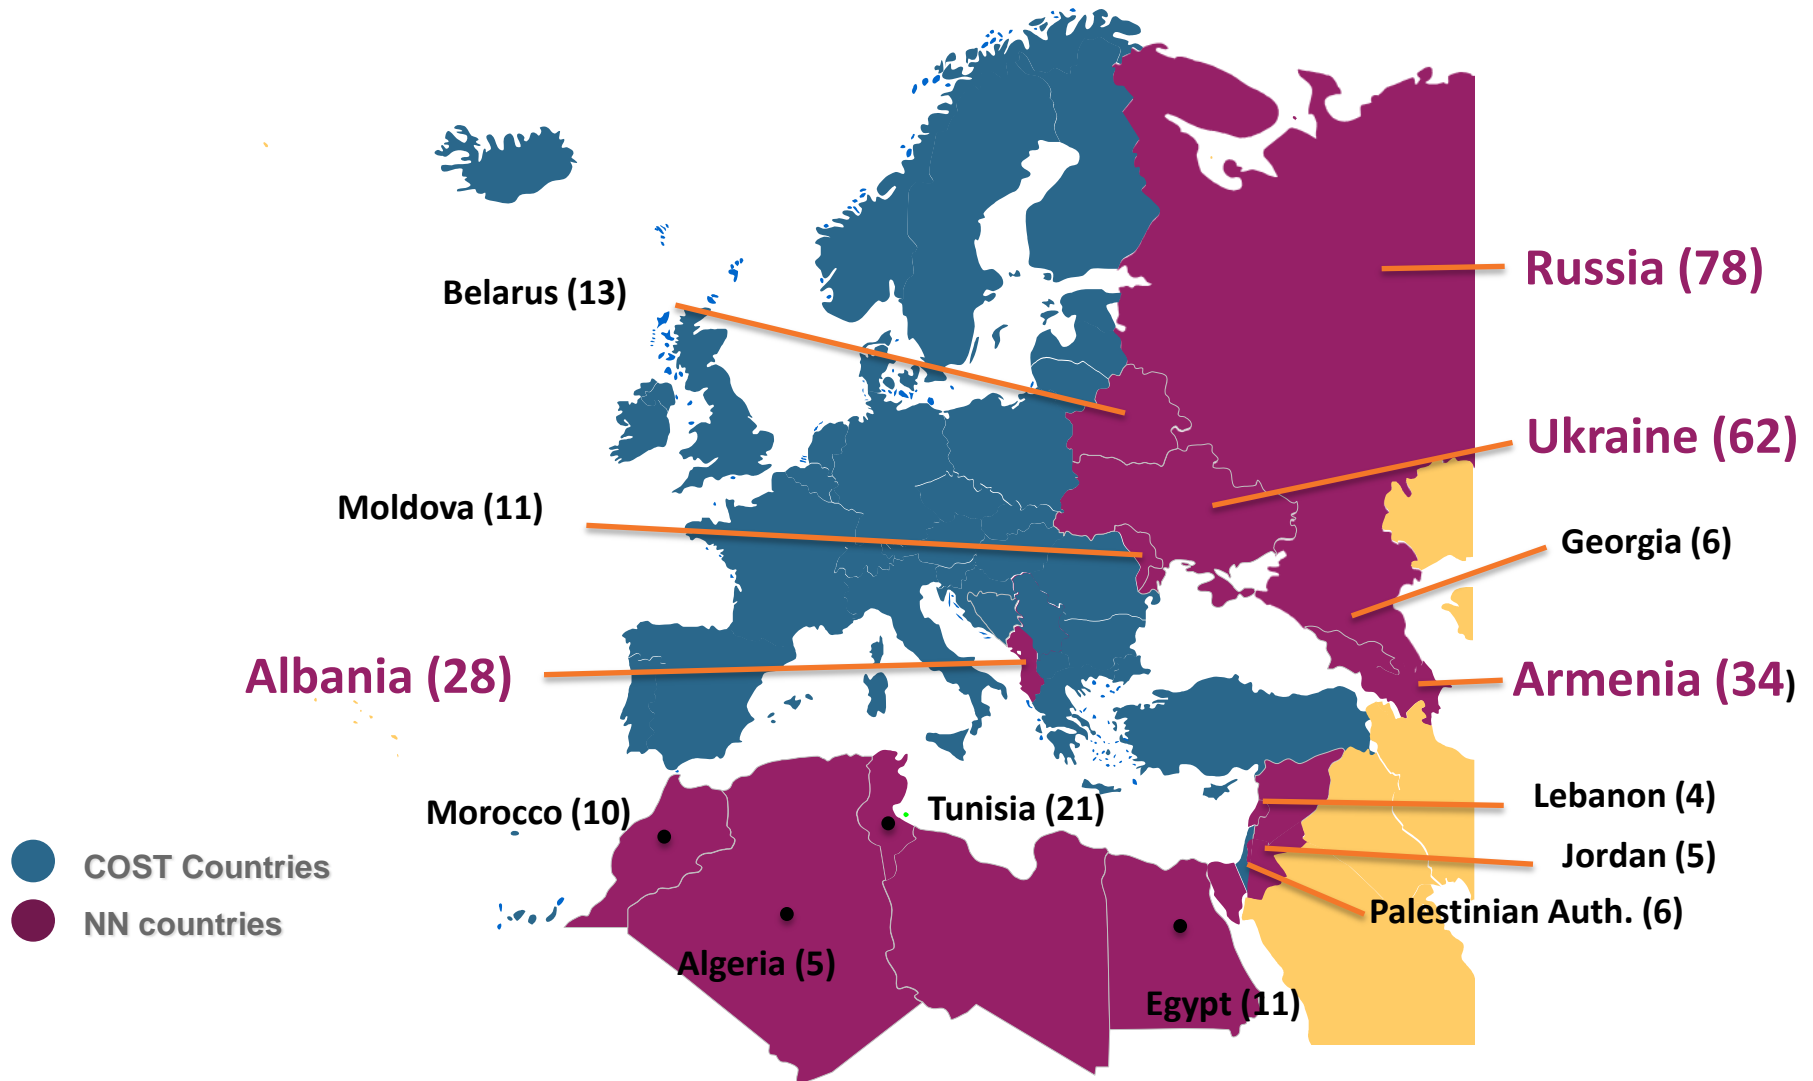 Russia (78)
Belarus (13)
Ukraine (62)
Moldova (11)
Georgia (6)
Albania (28)
Armenia (34)
Lebanon (4)
Morocco (10)
Tunisia (21)
Jordan (5)
COST Countries
Palestinian Auth. (6)
NN countries
Algeria (5)
Egypt (11)